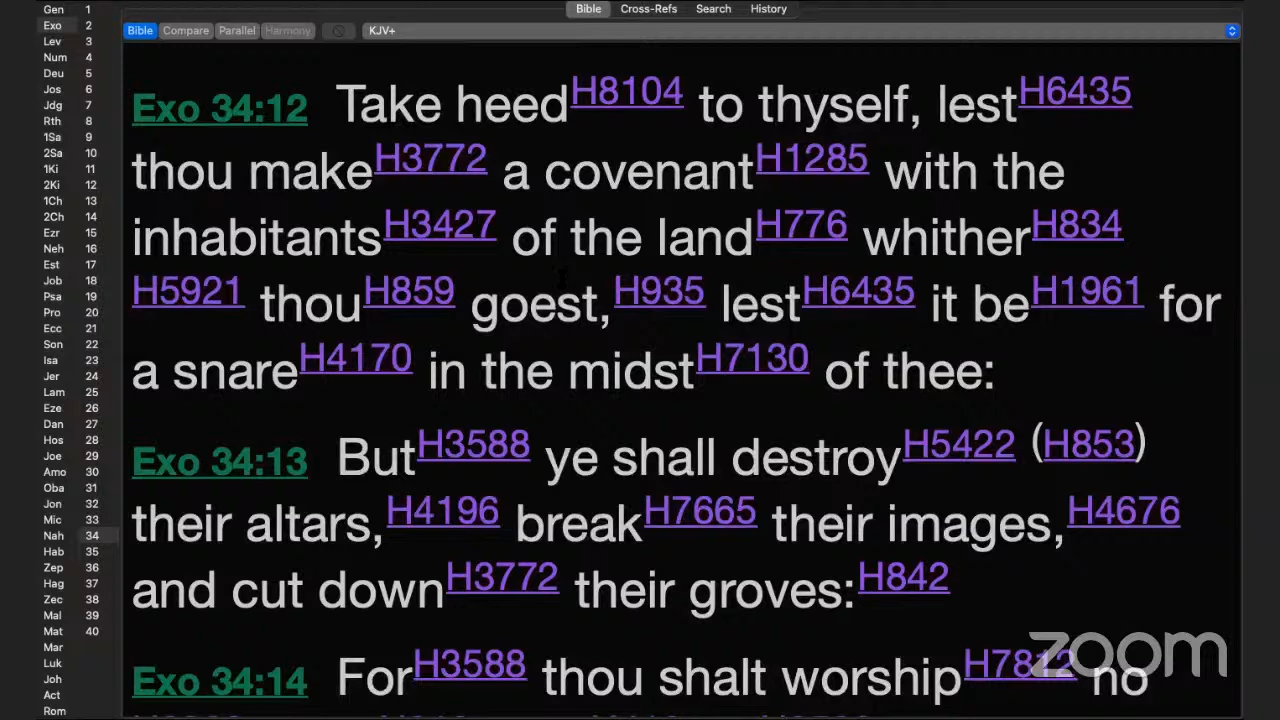 Bible Cross-Refs Search History
Bible Compare Parallel Harmony KJV+
Gen 1
Exo 2
Lev 3
Num 4
Deu 5
Jos 6
Jdg 7
Rth 8
1Sa 9
2Sa 10
1Ki 11
2Ki 12
1Ch 13
2Ch 14
Ezr 15
Neh 16
Est 17
Job 18
Psa 19
Pro 20
Ecc 21
Son 22
Isa 23
Jer 24
Lam 25
Eze 26
Dan 27
Hos 28
Joe 29
Amo 30
Oba 31
Jon 32
Mic 33
Nah 34
Hab 35
Zep 36
Hag 37
Zec 38
Mal 39
Mat 40
Mar
Luk
Joh
Act
Rom
Exo 34:12 Take heedH8104 to thyself, lestH6435
thou makeH3772 a covenantH1285 with the
inhabitantsH3427 of the landH776 whitherH834
H5921 thouH859 goest,H935 lestH6435 it beH1961 for
a snareH4170 in the midstH7130 of thee:
Exo 34:13 ButH3588 ye shall destroyH5422 (H853)
their altars,H4196 breakH7665 their images,H4676
and cut downH3772 their groves:H842
Exo 34:14 ForH3588 thou shalt worshipH7812 no
zoom